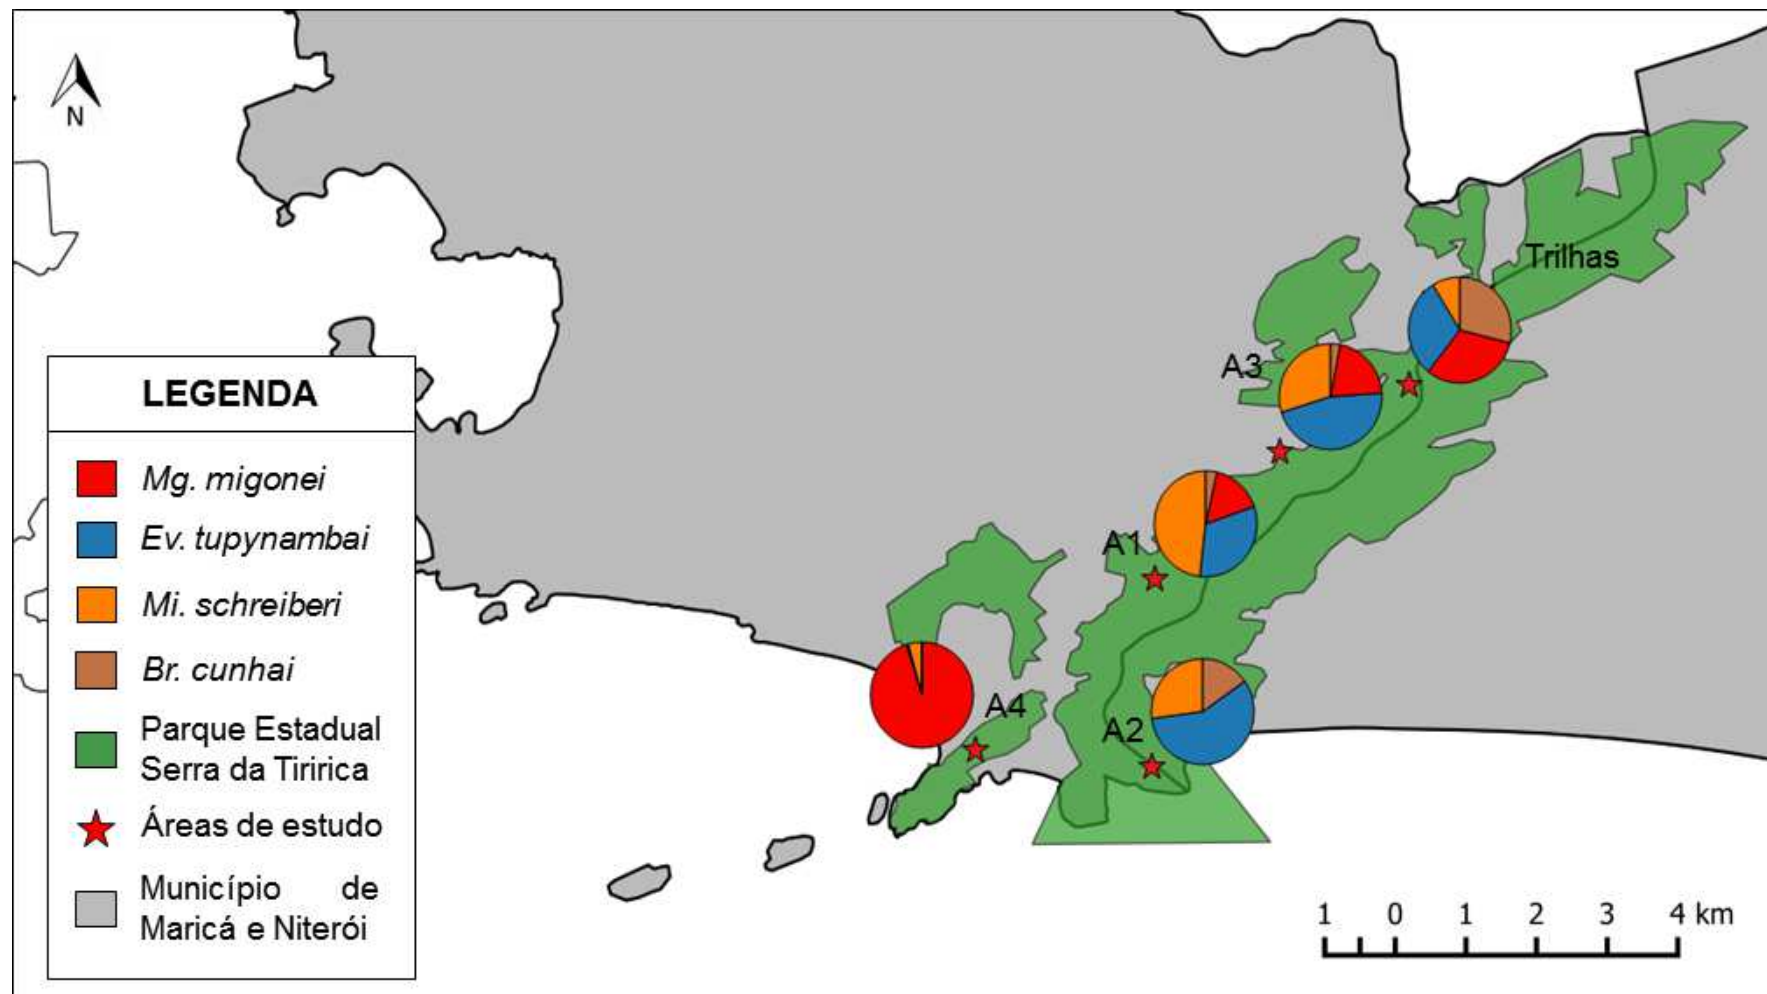 N
Trilhas
A3
A1
A4
A2
LEGENDA
Mg. migonei
Ev. tupynambai
Mi. schreiberi
Br. cunhai
Parque Estadual
Serra da Tiririca
Áreas de estudo
Município de
Maricá e Niterói
1 0 1 2 3 4 km